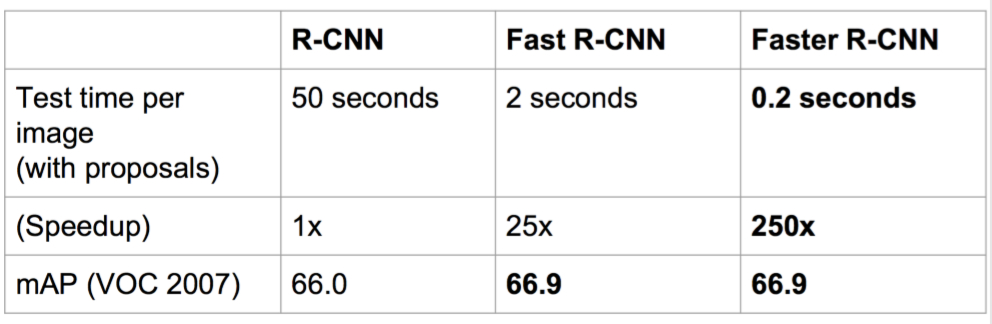 R-CNN Fast R-CNN Faster R-CNN
Test time per 50 seconds 2 seconds 0.2 seconds
image
(with proposals)
(Speedup) 1x 25x 250x
mAP (VOC 2007) 66.0 66.9 66.9